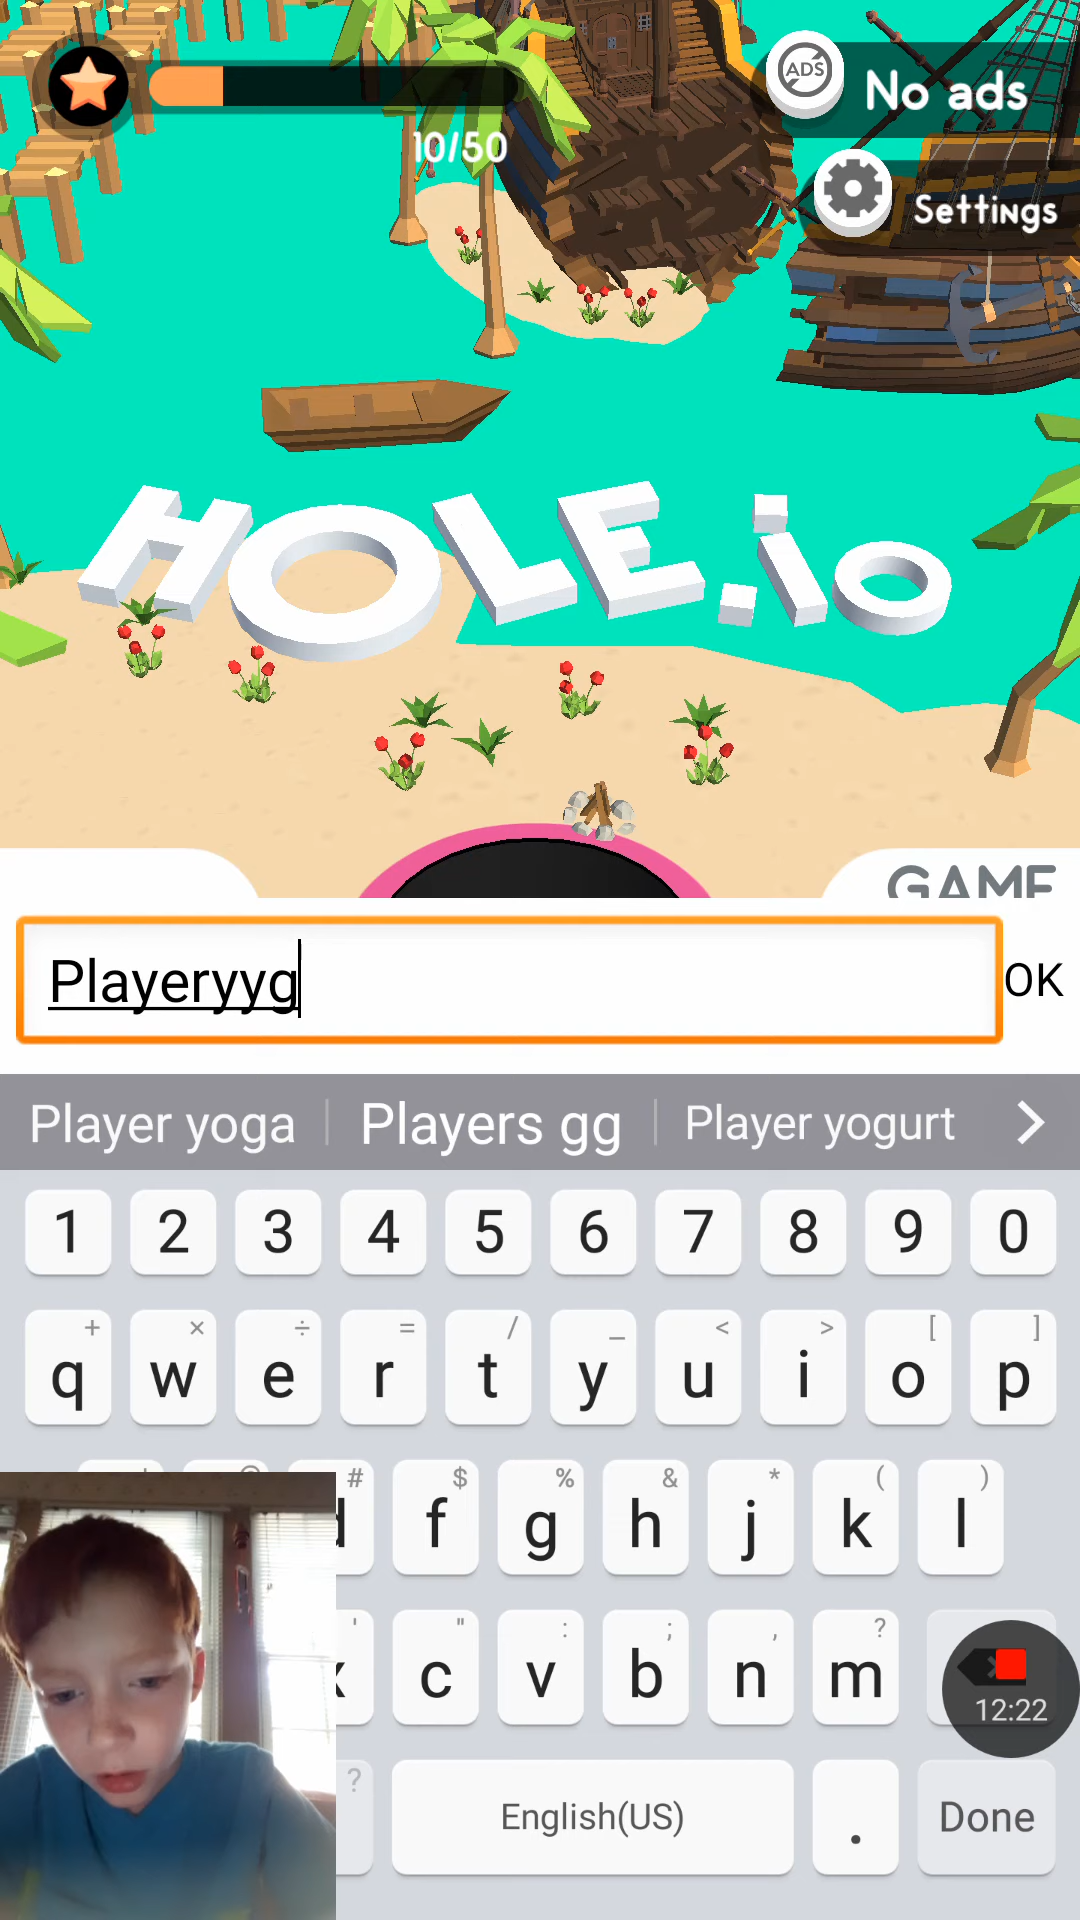 ADS
No ads
10/50
Settings
HOLE.io
GAME
Playeryyg
OK
Player yoga
Players gg
Player yogurt
1 2 3 4 5 6 7 8 9 0
+ × ÷ = / _ < > [ ]
q w e r t y u i o p
# $ % & * ( )
d f g h j k l
' " : ; , ?
x c v b n m
12:22
?
English(US)
.
Done